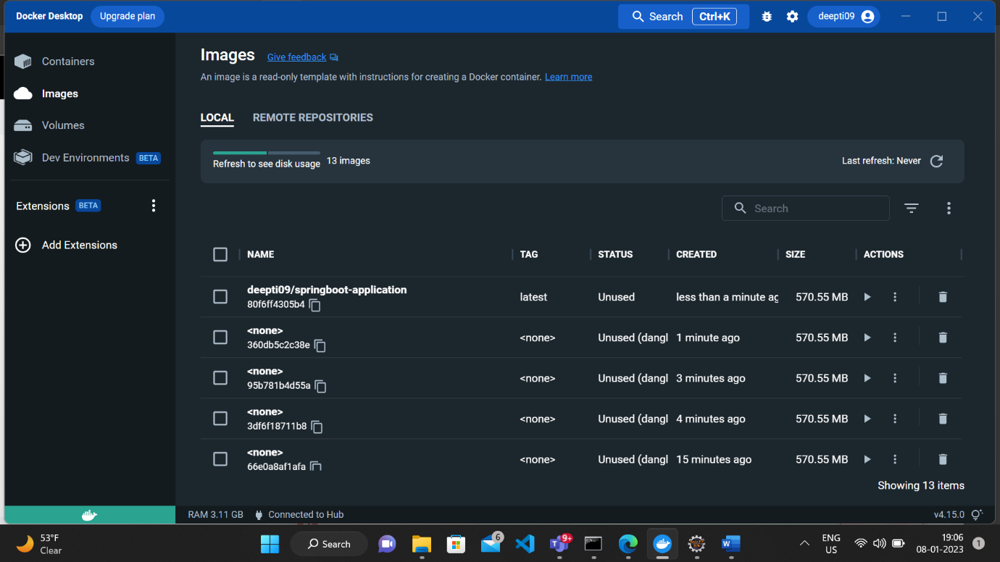 Docker Desktop Upgrade plan Search Ctrl+K deepti09
Containers
Images
Volumes
Dev Environments BETA
Extensions BETA
Add Extensions
Images Give feedback
An image is a read-only template with instructions for creating a Docker container. Learn more
LOCAL REMOTE REPOSITORIES
Refresh to see disk usage 13 images Last refresh: Never
Search
NAME TAG STATUS CREATED SIZE ACTIONS
deepti09/springboot-application
80f6ff4305b4 latest Unused less than a minute ag 570.55 MB
<none>
360db5c2c38e <none> Unused (dangl 1 minute ago 570.55 MB
<none>
95b781b4d55a <none> Unused (dangl 3 minutes ago 570.55 MB
<none>
3df6f18711b8 <none> Unused (dangl 4 minutes ago 570.55 MB
<none>
66e0a8af1afa <none> Unused (dangl 15 minutes ago 570.55 MB
Showing 13 items
RAM 3.11 GB Connected to Hub v4.15.0
53°F
Clear
Search
6
9+
ENG
US
19:06
08-01-2023
1